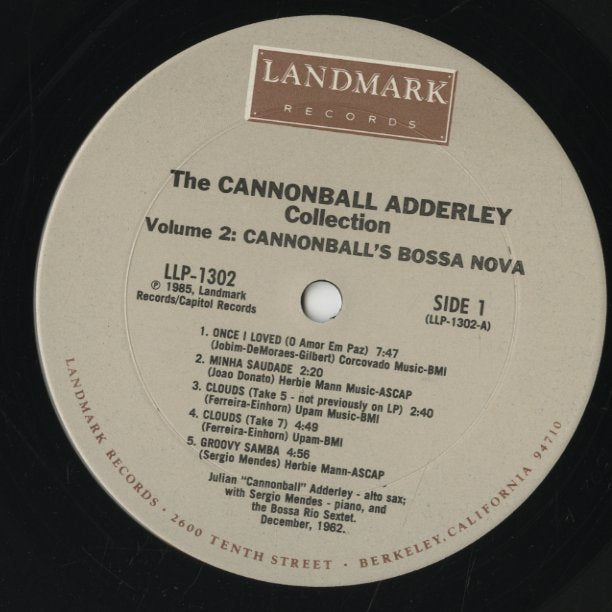 LANDMARK
RECORDS
The CANNONBALL ADDERLEY
Collection
Volume 2: CANNONBALL'S BOSSA NOVA
LLP-1302
℗ 1985, Landmark
Records/Capitol Records
SIDE 1
(LLP-1302-A)
1. ONCE I LOVED (O Amor Em Paz) 7:47
(Jobim-DeMoraes-Gilbert) Corcovado Music-BMI
2. MINHA SAUDADE 2:20
(Joao Donato) Herbie Mann Music-ASCAP
3. CLOUDS (Take 5 - not previously on LP) 2:40
(Ferreira-Einhorn) Upam Music-BMI
4. CLOUDS (Take 7) 4:49
(Ferreira-Einhorn) Upam-BMI
5. GROOVY SAMBA 4:56
(Sergio Mendes) Herbie Mann-ASCAP
Julian "Cannonball" Adderley - alto sax;
with Sergio Mendes - piano, and
the Bossa Rio Sextet.
December, 1962.
LANDMARK RECORDS · 2600 TENTH STREET · BERKELEY, CALIFORNIA 94710